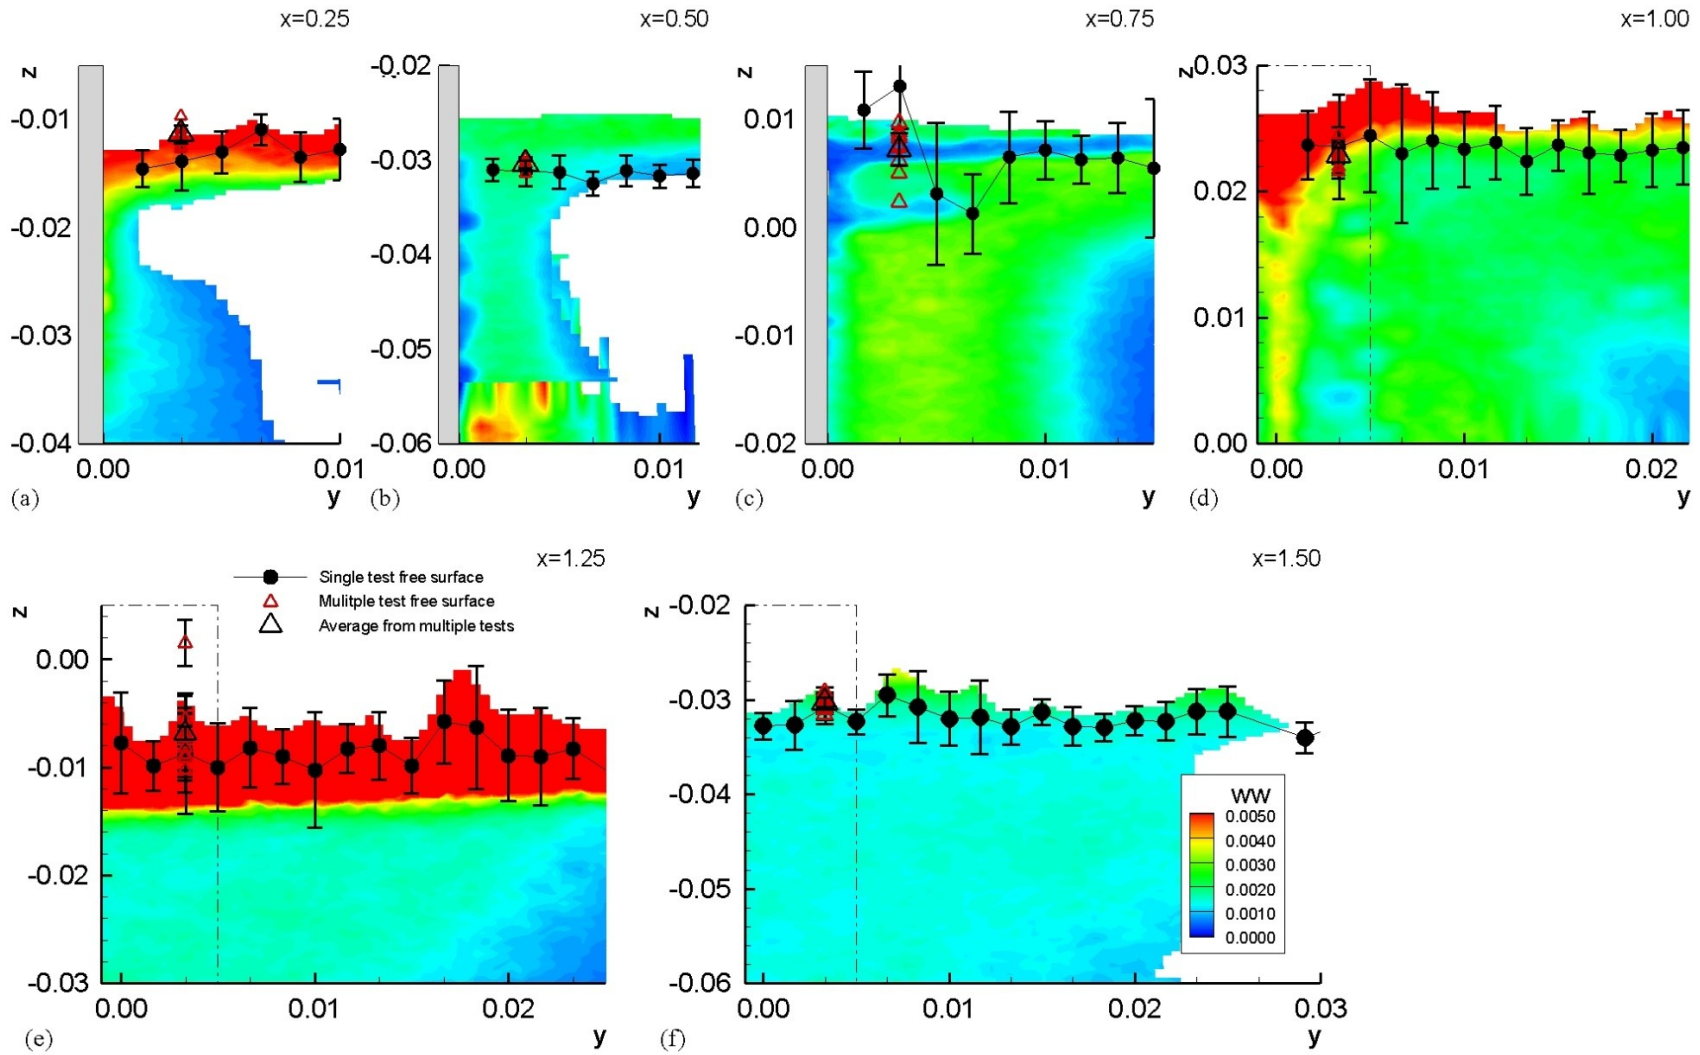 x=0.25
x=0.50
x=0.75
x=1.00
z
-0.01
-0.02
-0.03
-0.04
0.00
0.01
y
(a)
-0.02
-0.03
-0.04
-0.05
-0.06
0.00
0.01
y
(b)
z
0.01
0.00
-0.01
-0.02
0.00
0.01
y
(c)
z
0.03
0.02
0.01
0.00
0.00
0.01
0.02
y
(d)
x=1.25
Single test free surface
Mulitple test free surface
Average from multiple tests
z
0.00
-0.01
-0.02
-0.03
0.00
0.01
0.02
y
(e)
x=1.50
z
-0.02
-0.03
-0.04
-0.05
-0.06
0.00
0.01
0.02
0.03
y
(f)
WW
0.0050
0.0040
0.0030
0.0020
0.0010
0.0000